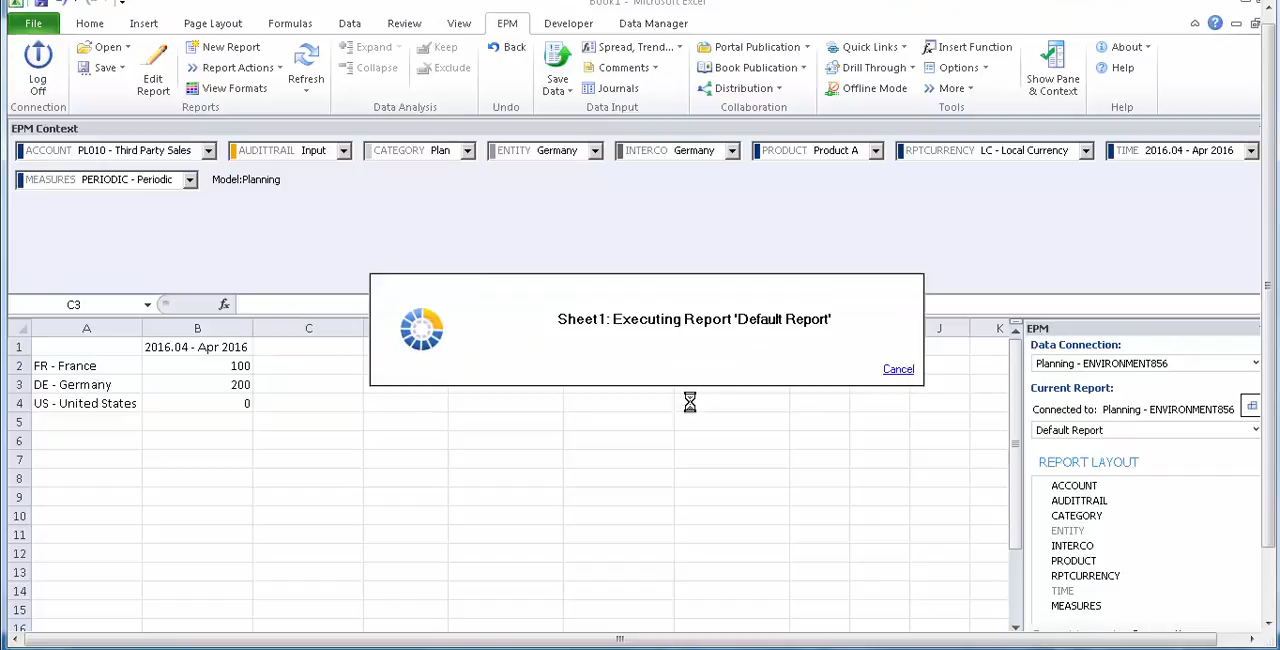 Book1 - Microsoft Excel
File Home Insert Page Layout Formulas Data Review View EPM Developer Data Manager
Open New Report Expand Keep Back Spread, Trend... Portal Publication Quick Links Insert Function About
Save Report Actions Collapse Exclude Comments Book Publication Drill Through Options Help
Log Off Edit Report View Formats Refresh Save Data Journals Distribution Offline Mode More Show Pane & Context
Connection Reports Data Analysis Undo Data Input Collaboration Tools Help
EPM Context
ACCOUNT PL010 - Third Party Sales AUDITTRAIL Input CATEGORY Plan ENTITY Germany INTERCO Germany PRODUCT Product A RPTCURRENCY LC - Local Currency TIME 2016.04 - Apr 2016
MEASURES PERIODIC - Periodic Model:Planning
C3 fx
Sheet1: Executing Report 'Default Report'
Cancel
A B C J K
1 2016.04 - Apr 2016
2 FR - France 100
3 DE - Germany 200
4 US - United States 0
5
6
7
8
9
10
11
12
13
14
15
16
EPM
Data Connection:
Planning - ENVIRONMENT856
Current Report:
Connected to: Planning - ENVIRONMENT856
Default Report
REPORT LAYOUT
ACCOUNT
AUDITTRAIL
CATEGORY
ENTITY
INTERCO
PRODUCT
RPTCURRENCY
TIME
MEASURES